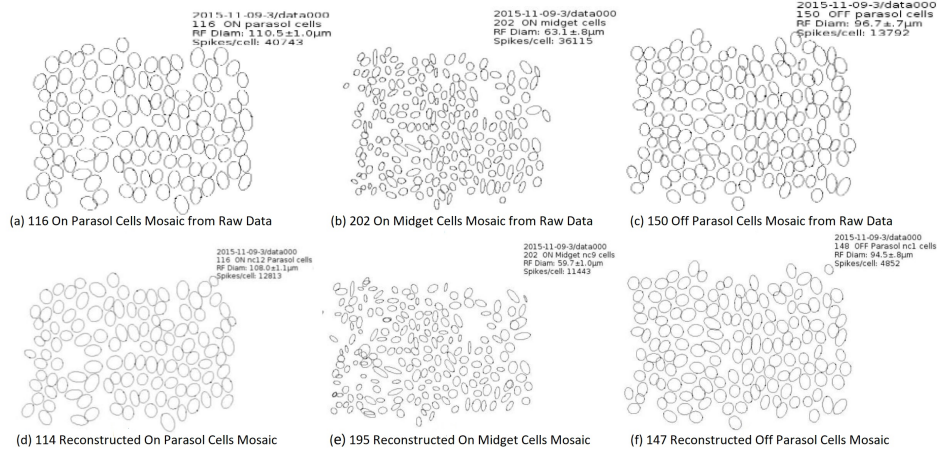 2015-11-09-3/data000
116 ON parasol cells
RF Diam: 110.5±1.0μm
Spikes/cell: 40743
2015-11-09-3/data000
202 ON midget cells
RF Diam: 63.1±.8μm
Spikes/cell: 36115
2015-11-09-3/data000
150 OFF parasol cells
RF Diam: 96.7±.7μm
Spikes/cell: 13792
(a) 116 On Parasol Cells Mosaic from Raw Data
(b) 202 On Midget Cells Mosaic from Raw Data
(c) 150 Off Parasol Cells Mosaic from Raw Data
2015-11-09-3/data000
116 ON nc12 Parasol cells
RF Diam: 108.0±1.1μm
Spikes/cell: 12813
2015-11-09-3/data000
202 ON Midget nc9 cells
RF Diam: 59.7±1.0μm
Spikes/cell: 11443
2015-11-09-3/data000
148 OFF Parasol nc1 cells
RF Diam: 94.5±.8μm
Spikes/cell: 4852
(d) 114 Reconstructed On Parasol Cells Mosaic
(e) 195 Reconstructed On Midget Cells Mosaic
(f) 147 Reconstructed Off Parasol Cells Mosaic